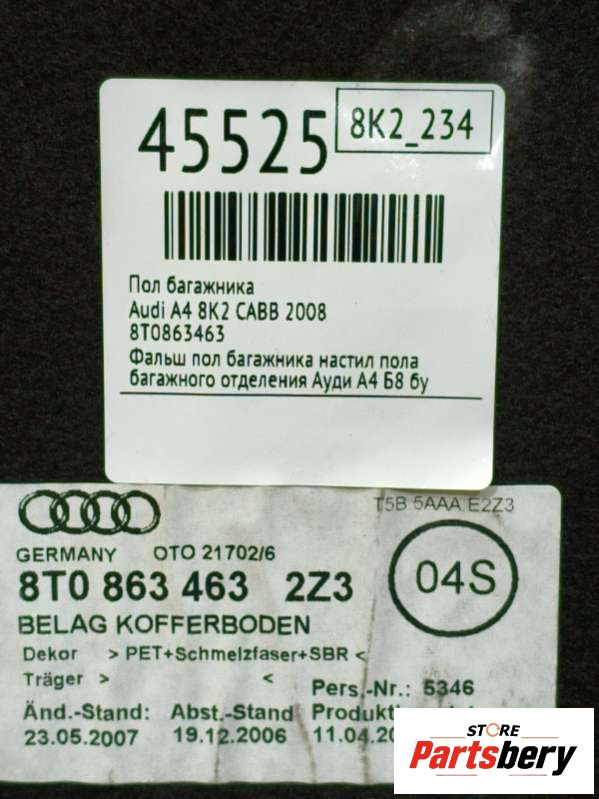 45525
8K2_234
Пол багажника
Audi A4 8K2 CABB 2008
8T0863463
Фальш пол багажника настил пола
багажного отделения Ауди А4 Б8 бу
T5B 5AAA E2Z3
GERMANY OTO 21702/6
8T0 863 463 2Z3
04S
BELAG KOFFERBODEN
Dekor > PET+Schmelzfaser+SBR <
Träger > <
Pers.-Nr.: 5346
Änd.-Stand: Abst.-Stand
23.05.2007 19.12.2006 11.04
STORE
Partsbery